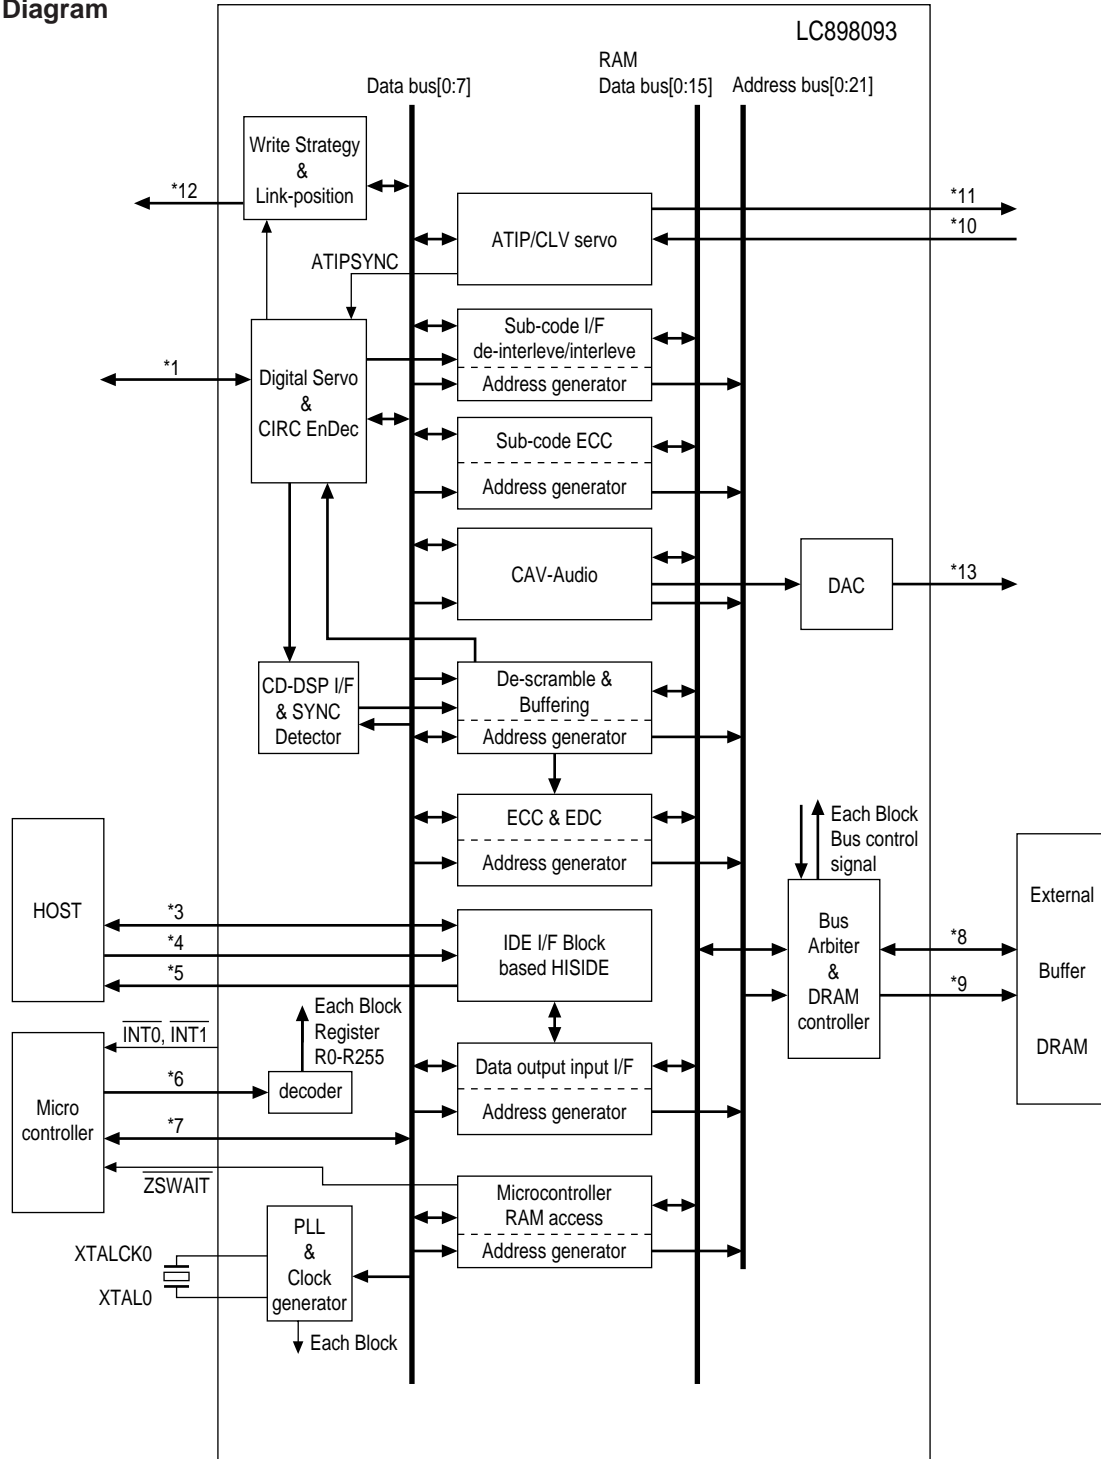 Diagram
LC898093
RAM
Data bus[0:7]
Data bus[0:15]
Address bus[0:21]
Write Strategy
&
Link-position
*12
*11
*10
ATIP/CLV servo
ATIPSYNC
Sub-code I/F
de-interleve/interleve
Address generator
*1
Digital Servo
&
CIRC EnDec
Sub-code ECC
Address generator
CAV-Audio
DAC
*13
CD-DSP I/F
& SYNC
Detector
De-scramble &
Buffering
Address generator
ECC & EDC
Address generator
Each Block
Bus control
signal
HOST
*3
*4
*5
IDE I/F Block
based HISIDE
Bus
Arbiter
&
DRAM
controller
*8
*9
External
Buffer
DRAM
INT0, INT1
Each Block
Register
R0-R255
*6
decoder
Micro
controller
*7
Data output input I/F
Address generator
ZSWAIT
Microcontroller
RAM access
Address generator
XTALCK0
XTAL0
PLL
&
Clock
generator
Each Block